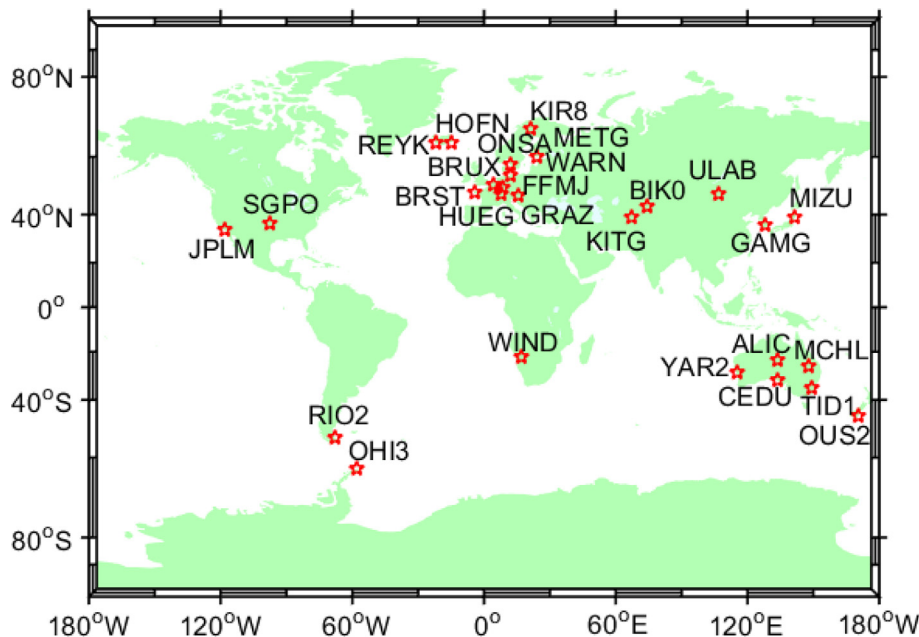 80°N
KIR8
HOFN
ONSA METG
REYK
BRUX
WARN
BRST
FFMJ
BIK0
ULAB
SGPO
MIZU
40°N
HUEG
GRAZ
KITG
GAMG
JPLM
0°
WIND
ALIC
MCHL
YAR2
CEDU
TID1
40°S
RIO2
OUS2
OHI3
80°S
180°W
120°W
60°W
0°
60°E
120°E
180°W